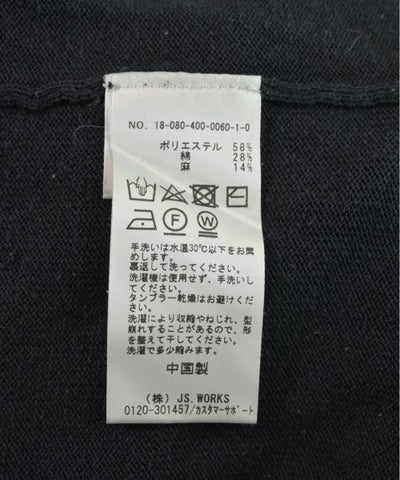 NO. 18-080-400-0060-1-0
ポリエステル 58%
綿 28%
麻 14%
F
W
手洗いは水温30℃以下をお薦
めします。
裏返して洗ってください。
洗濯機は使用せず、手洗いし
てください。
タンブラー乾燥はお避けくだ
さい。
洗濯により収縮やねじれ、型
崩れすることがあるので、形
を整えて干してください。
洗濯で多少縮みます。
中国製
(株) JS.WORKS
0120-301457/カスタマーサポート